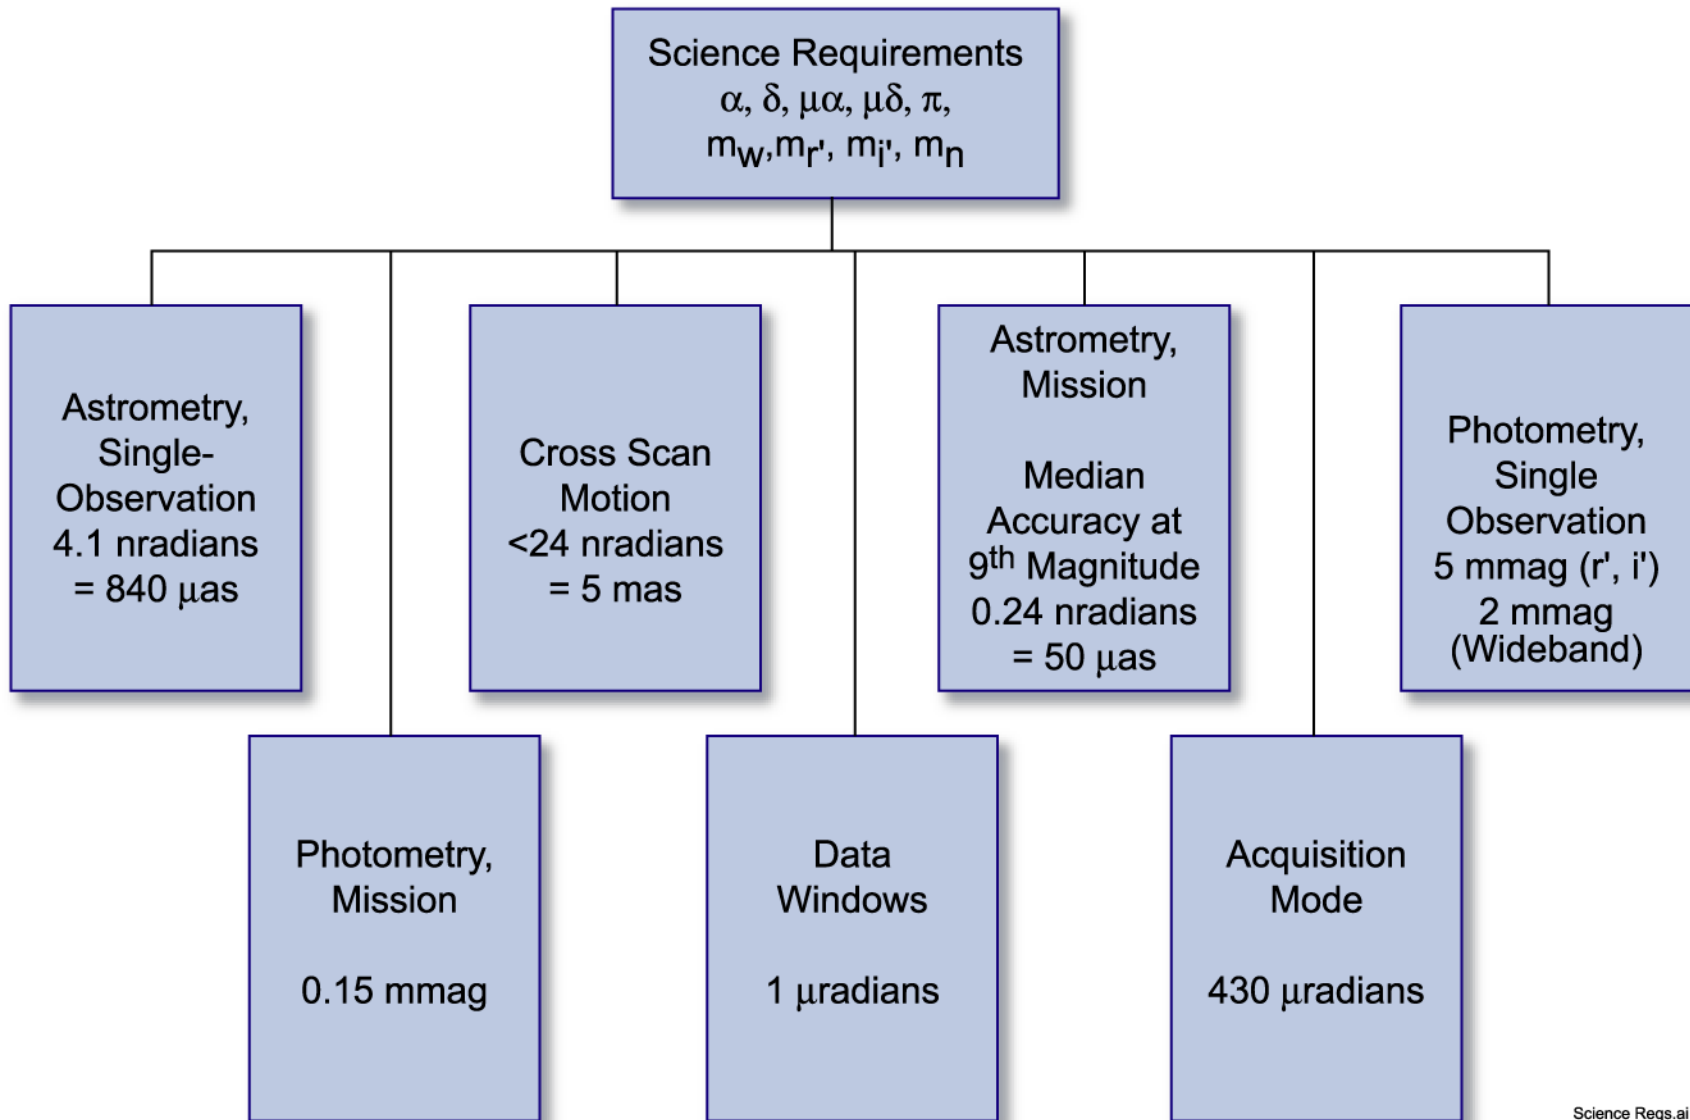 Science Requirements
α, δ, μα, μδ, π,
mw,mr', mi', mn
Astrometry,
Single-
Observation
4.1 nradians
= 840 μas
Cross Scan
Motion
<24 nradians
= 5 mas
Astrometry,
Mission
Median
Accuracy at
9th Magnitude
0.24 nradians
= 50 μas
Photometry,
Single
Observation
5 mmag (r', i')
2 mmag
(Wideband)
Photometry,
Mission
0.15 mmag
Data
Windows
1 μradians
Acquisition
Mode
430 μradians
Science Reqs.ai